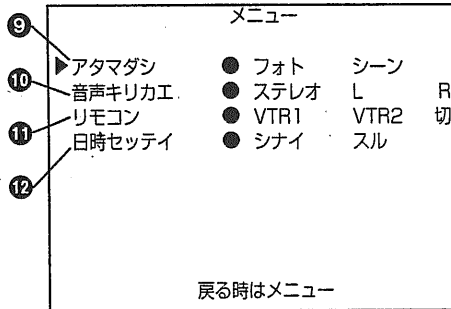 メニュー
❾ ▶アタマダシ ● フォト シーン
❿ 音声キリカエ ● ステレオ L R
⓫ リモコン ● VTR1 VTR2 切
⓬ 日時セッテイ ● シナイ スル
戻る時はメニュー